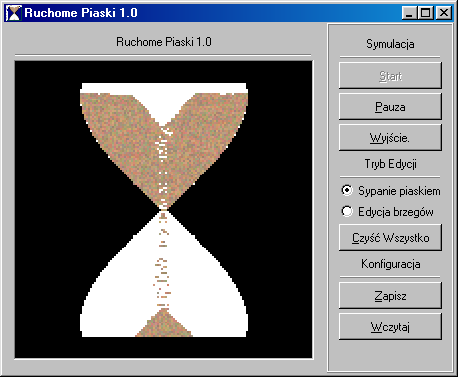 Ruchome Piaski 1.0
Ruchome Piaski 1.0
Symulacja
Start
Pauza
Wyjście.
Tryb Edycji
Sypanie piaskiem
Edycja brzegów
Czyść Wszystko
Konfiguracja
Zapisz
Wczytaj